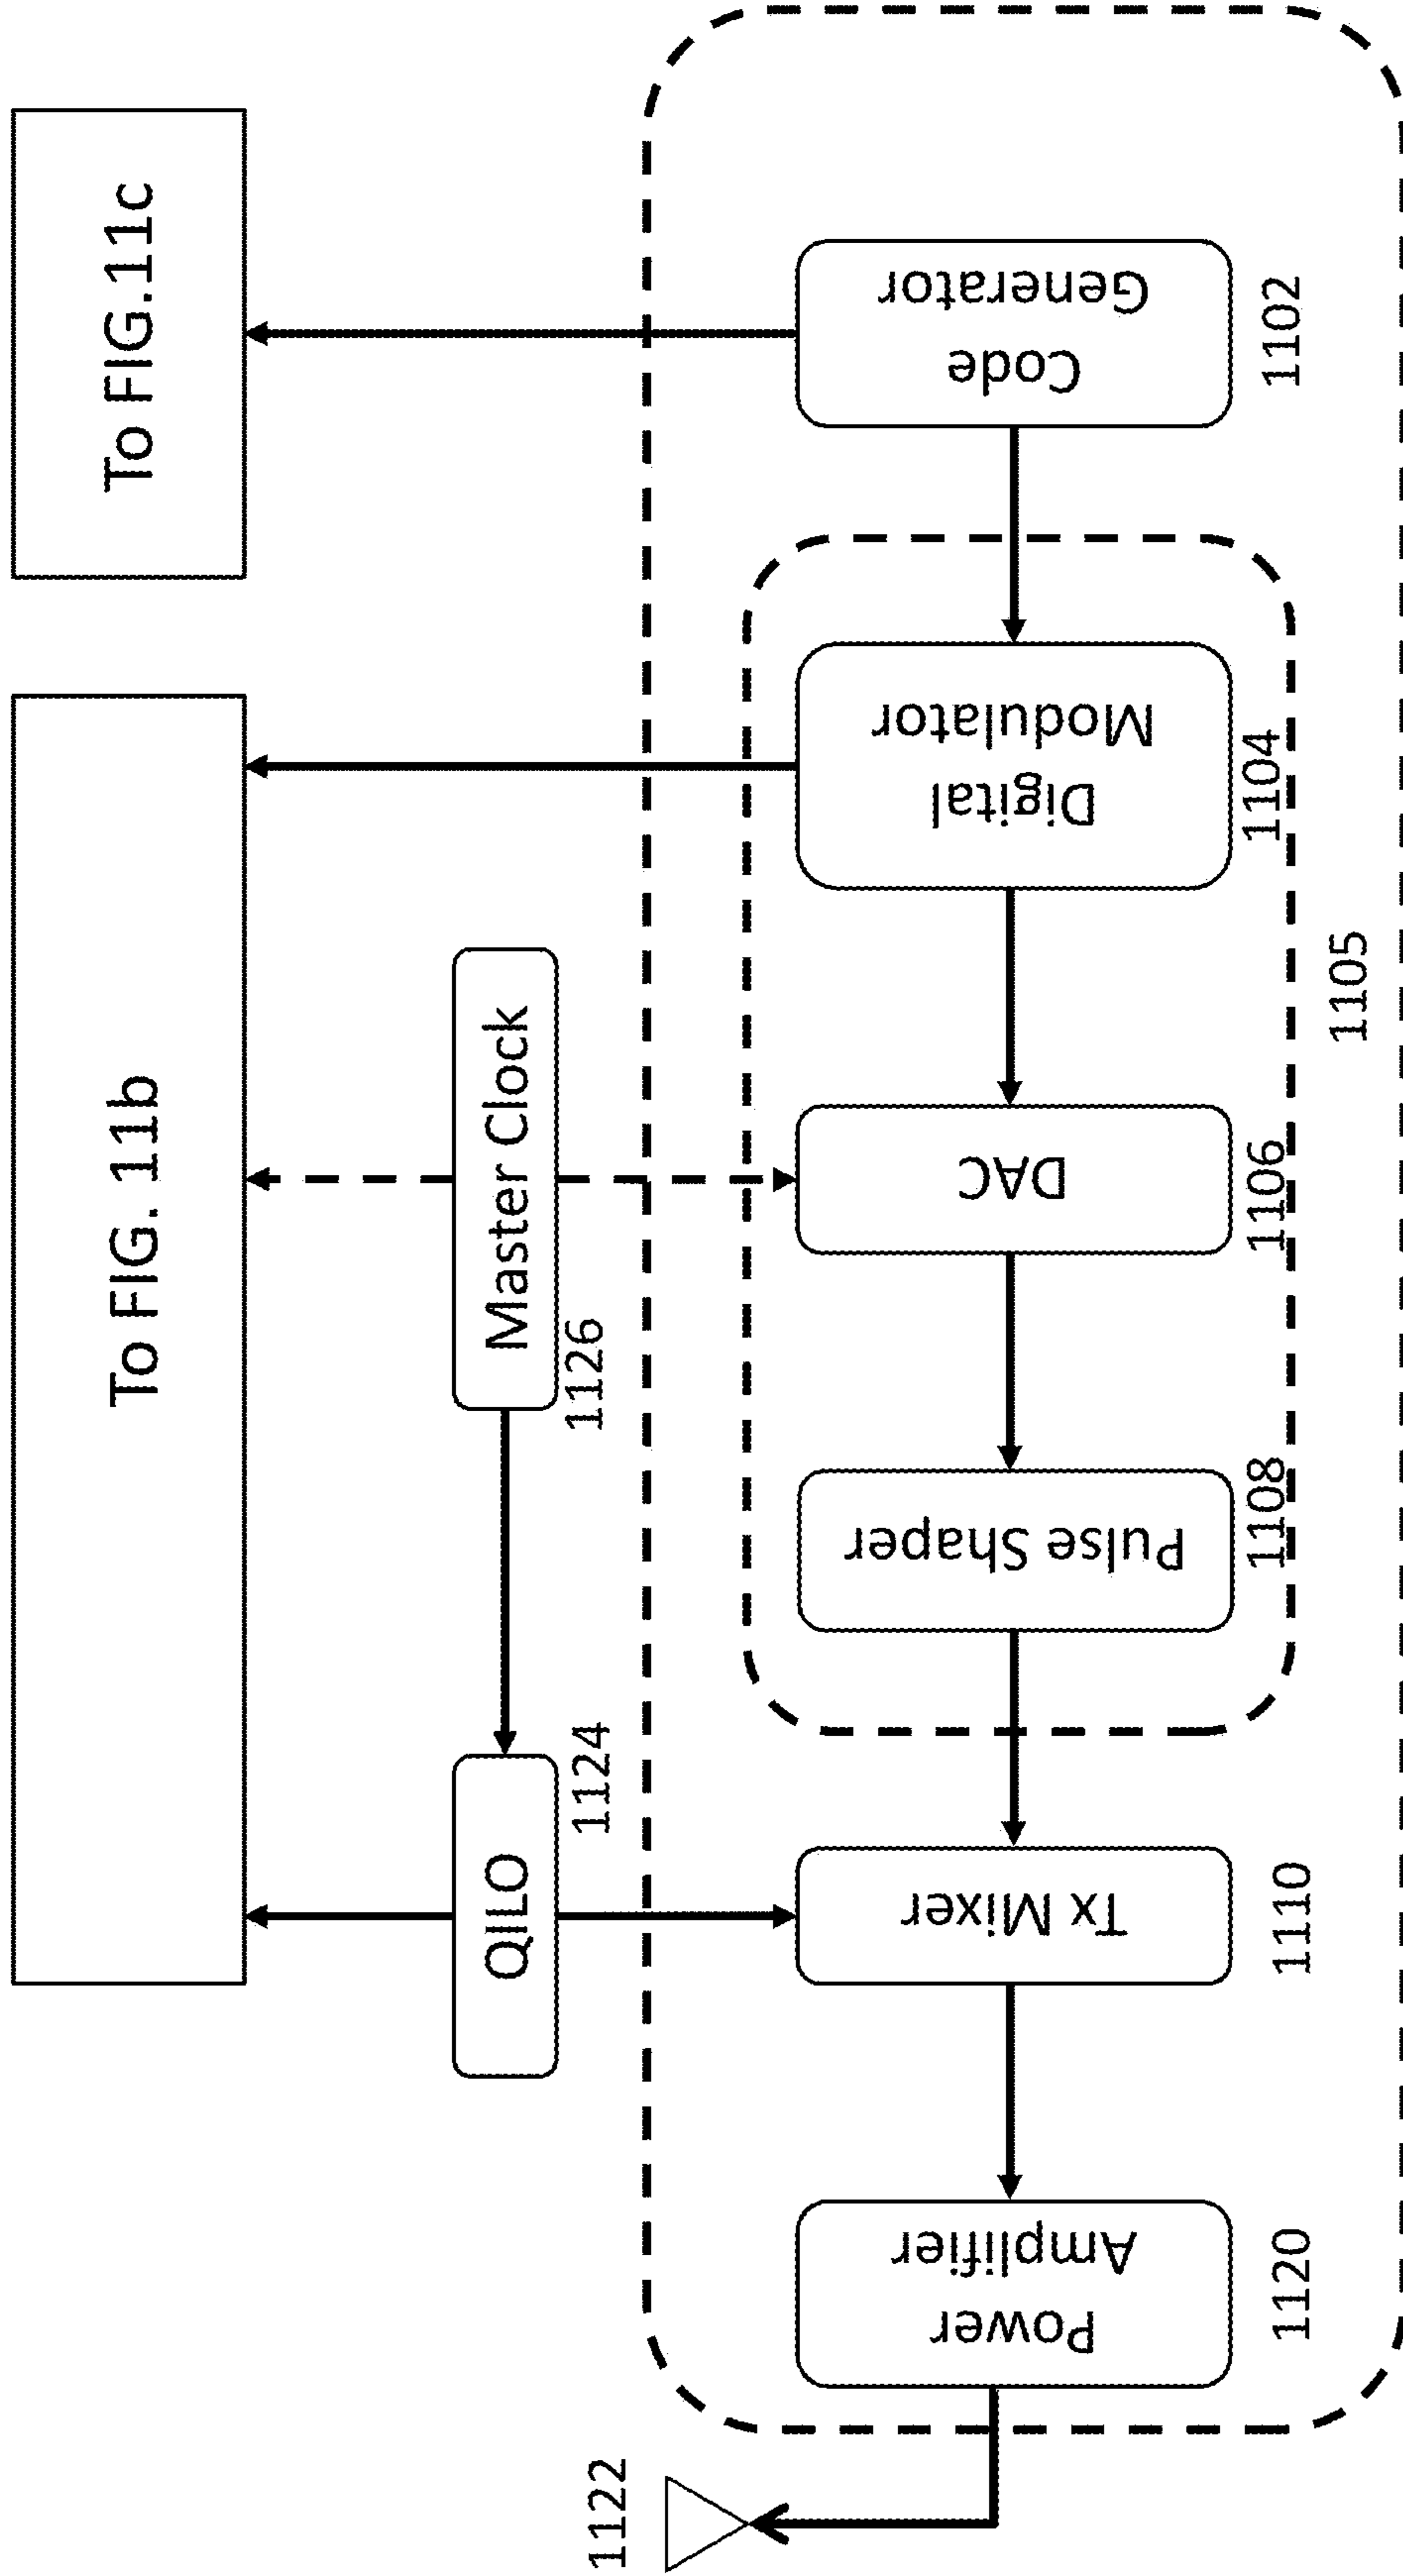 To FIG. 11b
To FIG.11c
QILO
1124
Master Clock
1126
1122
Power
Amplifier
1120
Tx Mixer
1110
Pulse Shaper
1108
DAC
1106
Digital
Modulator
1104
Code
Generator
1102
1105